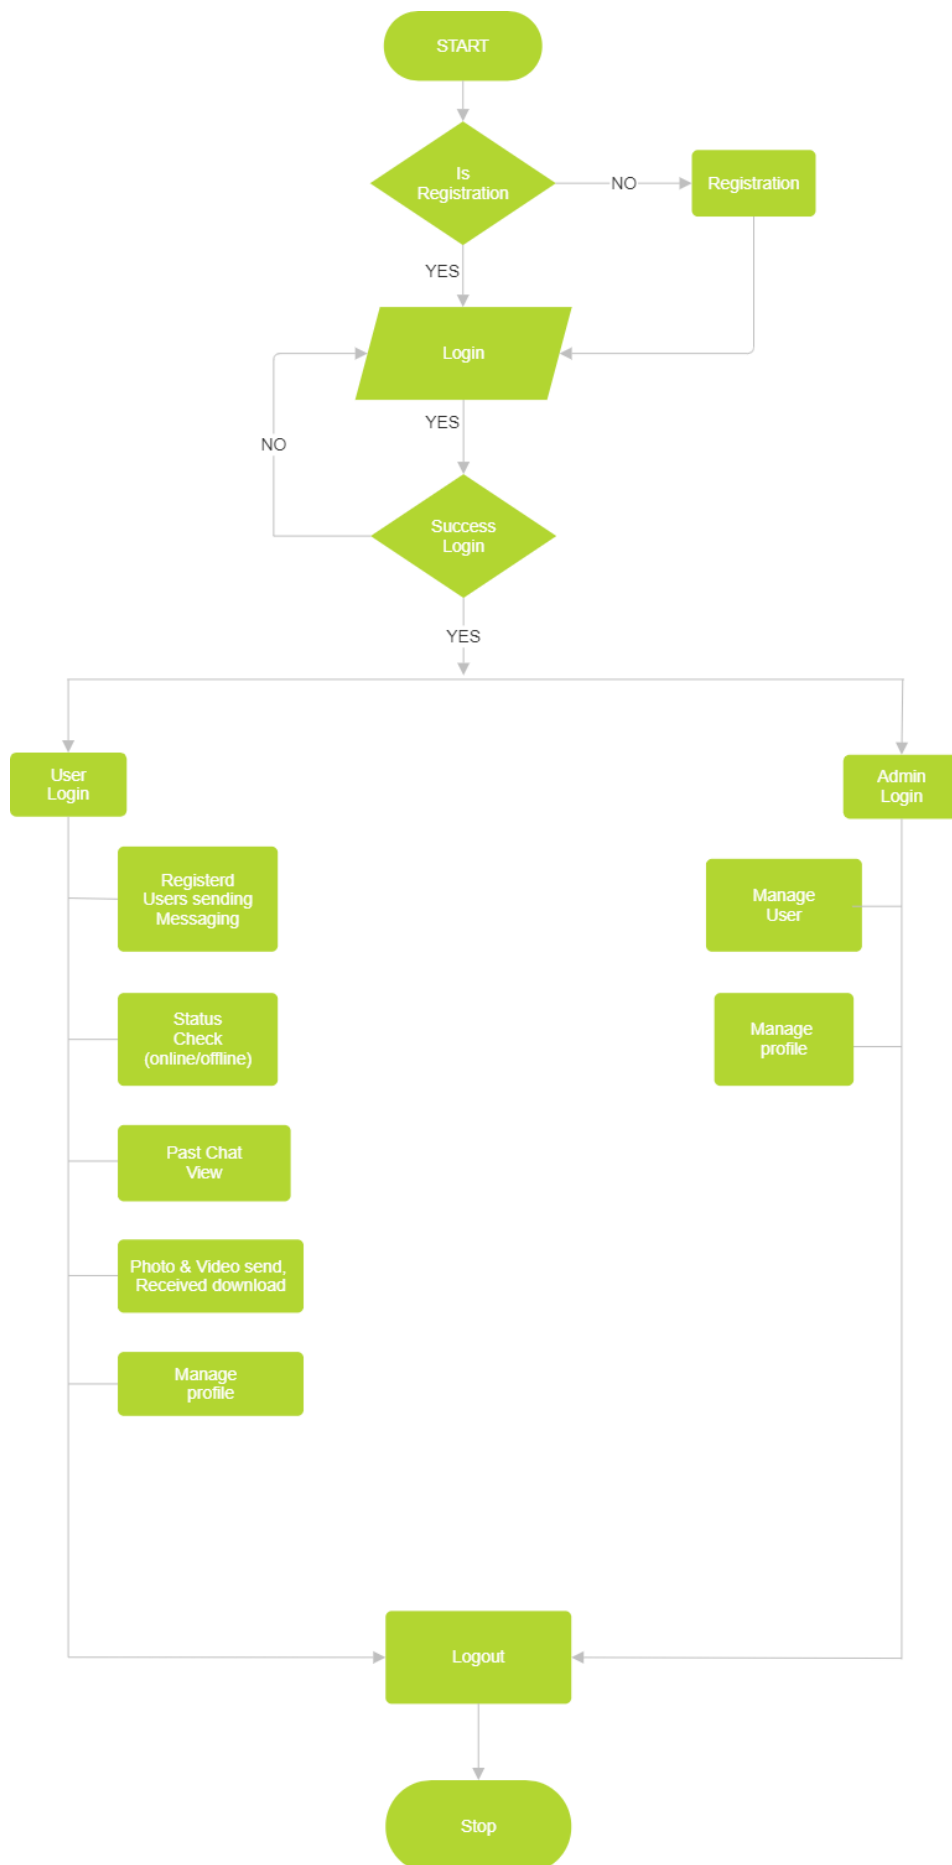 START
Is
Registration
NO
Registration
YES
Login
YES
NO
Success
Login
YES
User
Login
Admin
Login
Registerd
Users sending
Messaging
Manage
User
Status
Check
(online/offline)
Manage
profile
Past Chat
View
Photo & Video send,
Received download
Manage
profile
Logout
Stop